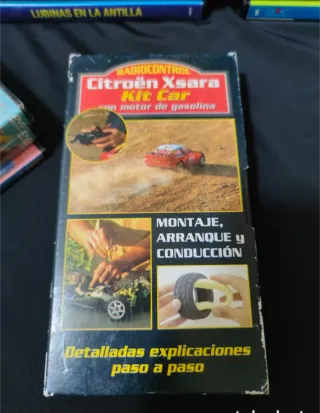 LUBINAS EN LA ANTILLA
RADIOCONTROL
Citroën Xsara
Kit Car
con motor de gasolina
MONTAJE,
ARRANQUE y
CONDUCCIÓN
Detalladas explicaciones
paso a paso